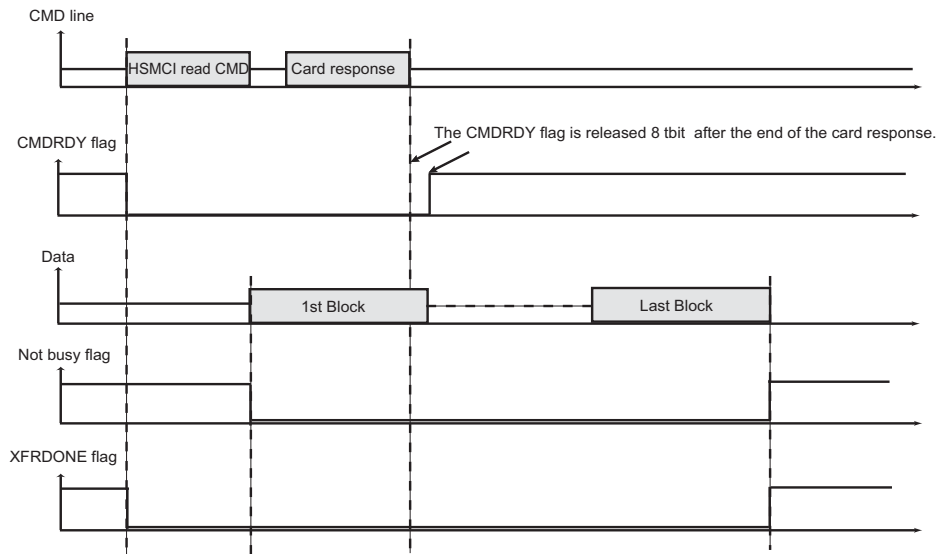 CMD line
HSMCI read CMD
Card response
The CMDRDY flag is released 8 tbit after the end of the card response.
CMDRDY flag
Data
1st Block
Last Block
Not busy flag
XFRDONE flag